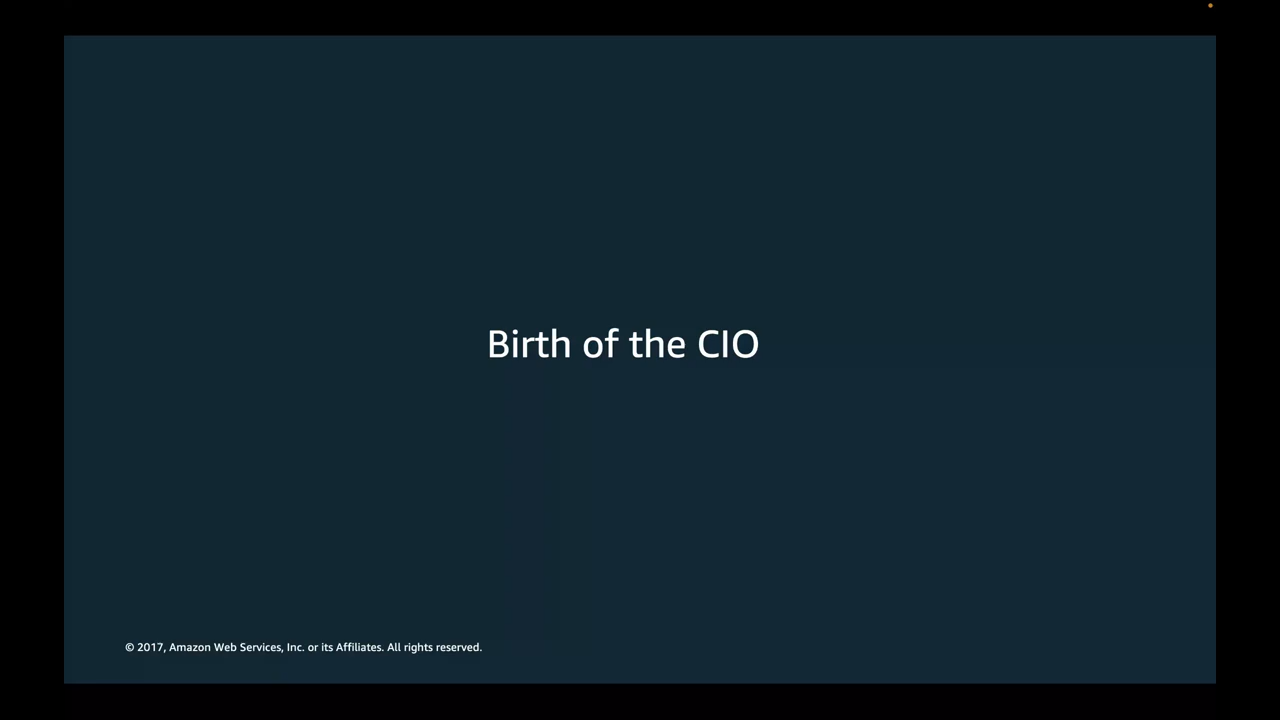 Birth of the CIO
© 2017, Amazon Web Services, Inc. or its Affiliates. All rights reserved.